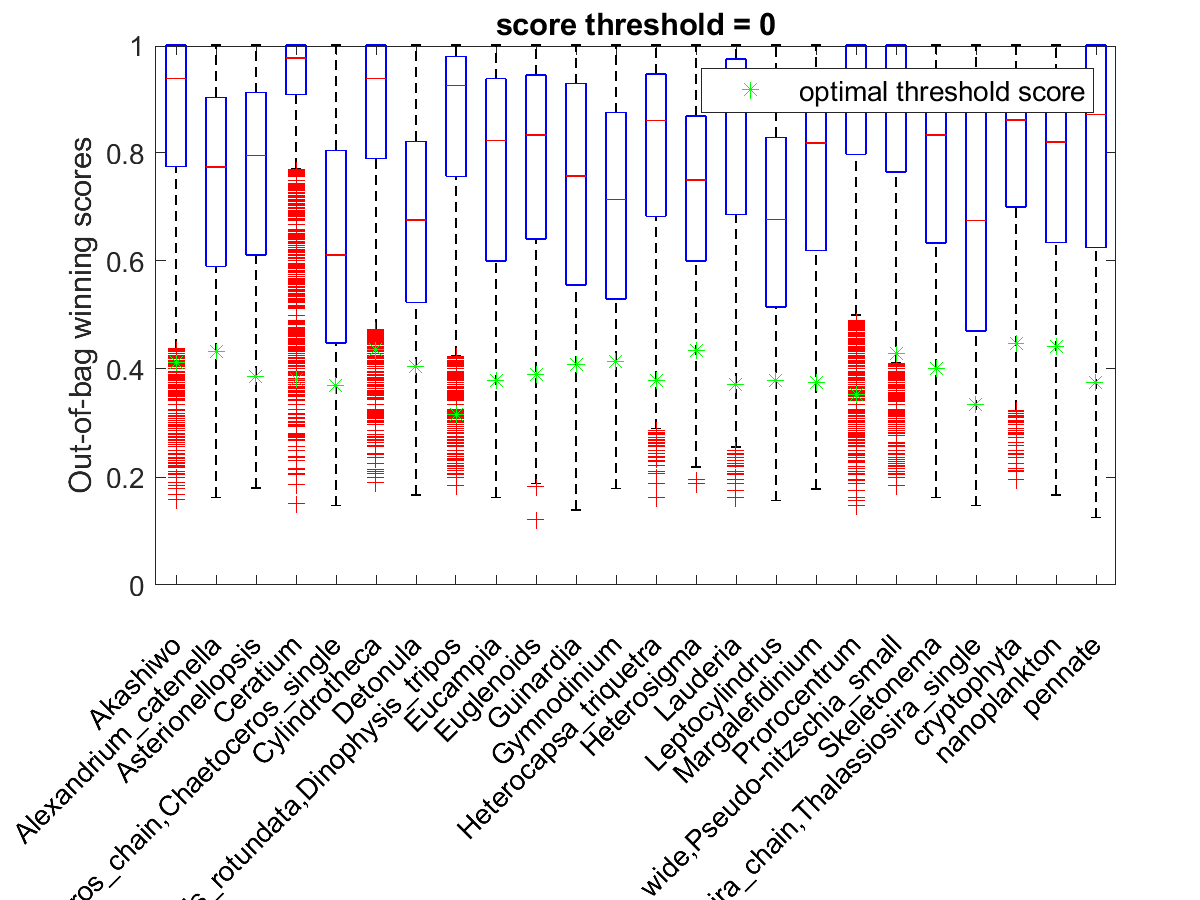 score threshold = 0
optimal threshold score
Out-of-bag winning scores
1
0.8
0.6
0.4
0.2
0
Akashiwo
Alexandrium_catenella
Asterionellopsis
Ceratium
ros_chain,Chaetoceros_single
Cylindrotheca
Detonula
is_rotundata,Dinophysis_tripos
Eucampia
Euglenoids
Guinardia
Gymnodinium
Heterocapsa_triquetra
Heterosigma
Lauderia
Leptocylindrus
Margalefidinium
Prorocentrum
wide,Pseudo-nitzschia_small
Skeletonema
ira_chain,Thalassiosira_single
cryptophyta
nanoplankton
pennate